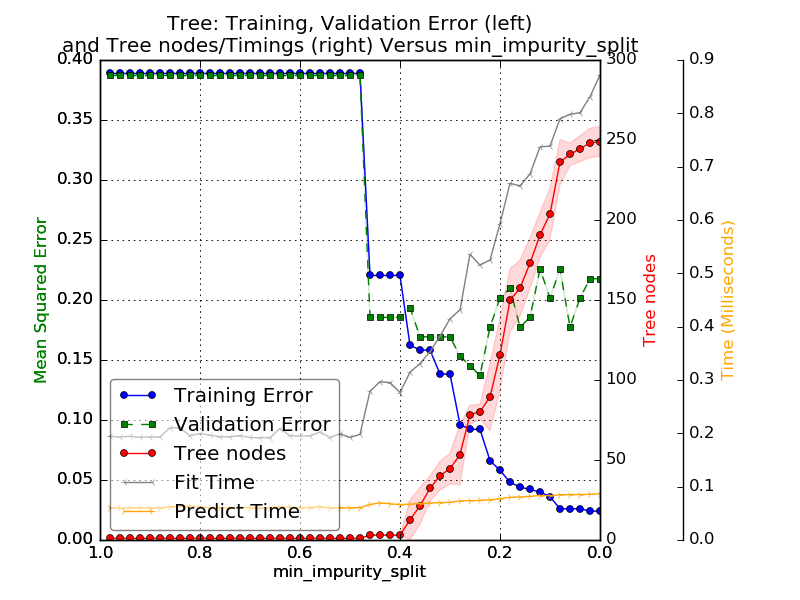 Tree: Training, Validation Error (left)
and Tree nodes/Timings (right) Versus min_impurity_split
0.40
0.35
0.30
0.25
0.20
0.15
0.10
0.05
0.00
Mean Squared Error
1.0 0.8 0.6 0.4 0.2 0.0
min_impurity_split
Training Error
Validation Error
Tree nodes
Fit Time
Predict Time
300
250
200
150
100
50
0
Tree nodes
0.9
0.8
0.7
0.6
0.5
0.4
0.3
0.2
0.1
0.0
Time (Milliseconds)